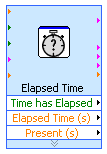 Elapsed Time
Time has Elapsed
Elapsed Time (s)
Present (s)